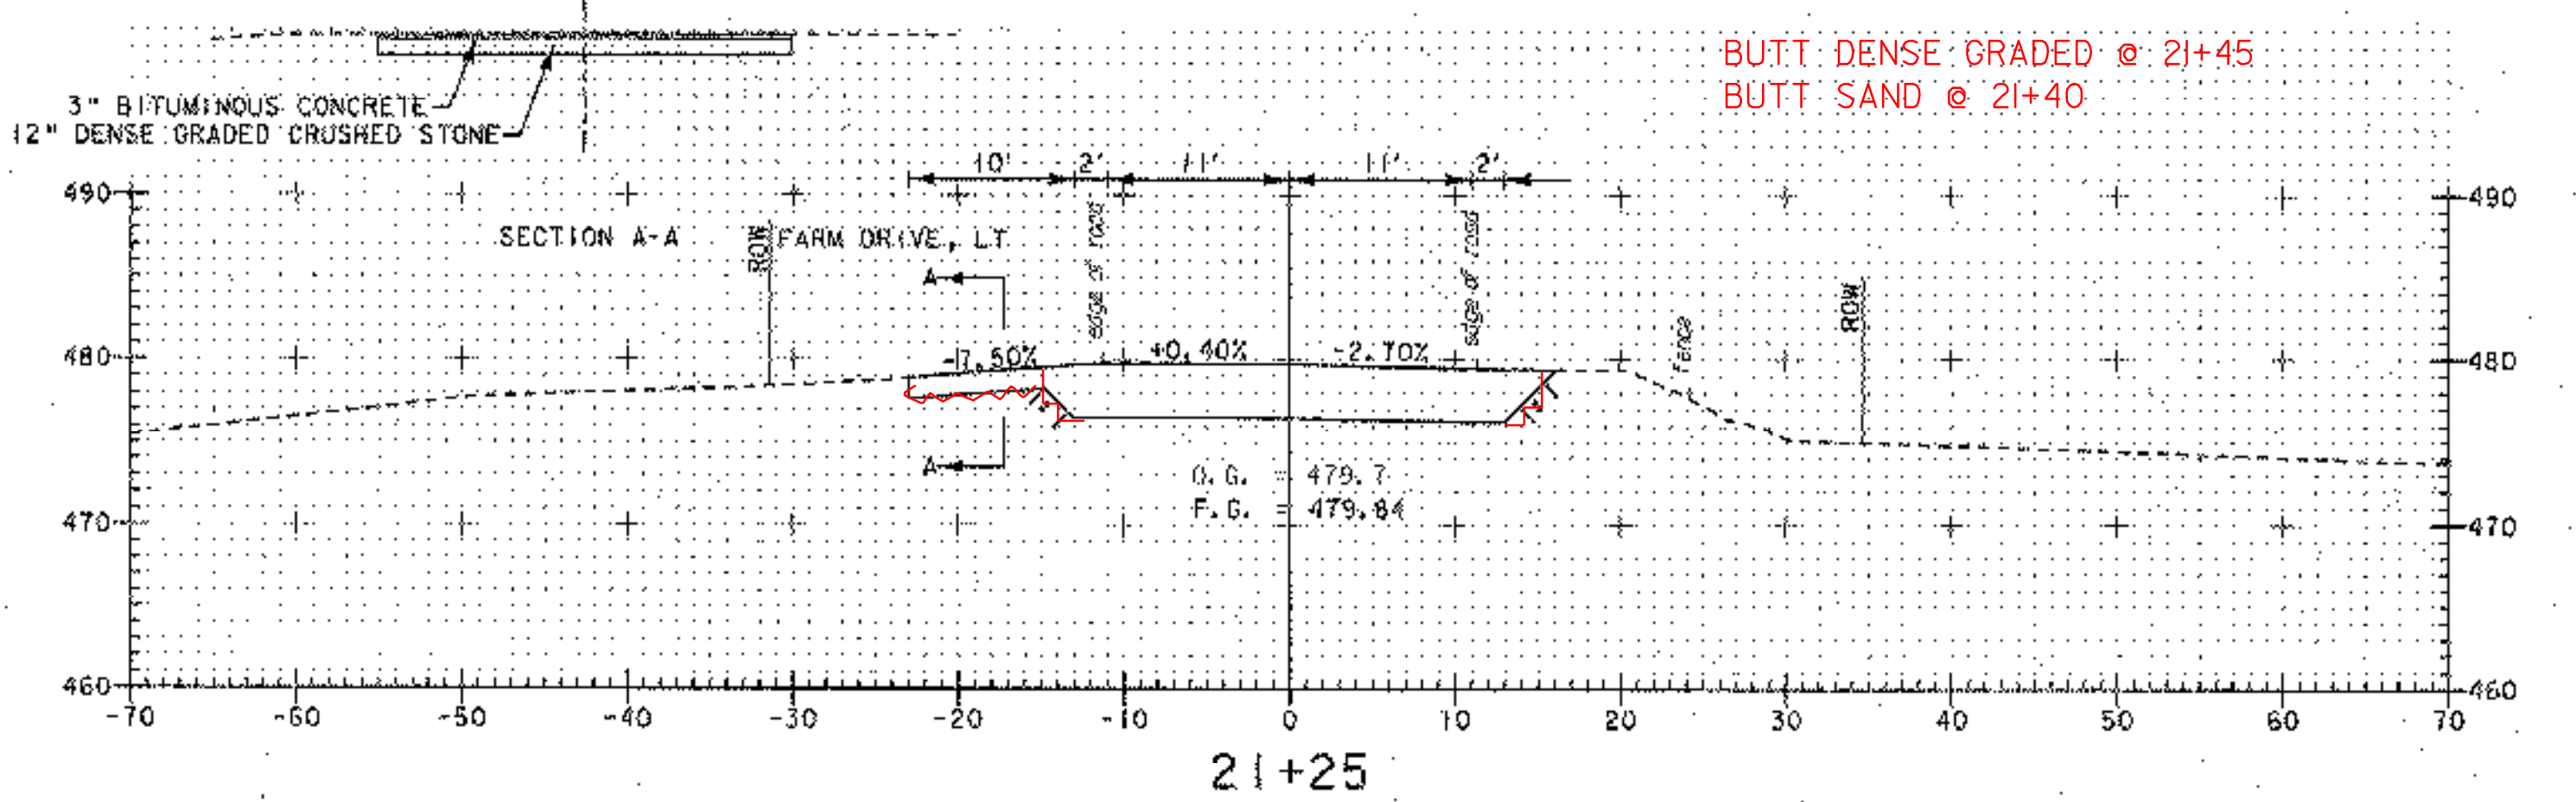 BUTT DENSE GRADED @ 21+45
BUTT SAND @ 21+40
3" BITUMINOUS CONCRETE
12" DENSE GRADED CRUSHED STONE
10' 2' 11' 11' 2'
490 490
SECTION A-A ROW FARM DRIVE, LT
edge of road edge of road
A
ROW
Fence
480 -17.50% +0.40% -2.70% 480
A
O.G. = 479.7
F.G. = 479.84
470 470
460 460
-70 -60 -50 -40 -30 -20 -10 0 10 20 30 40 50 60 70
21+25